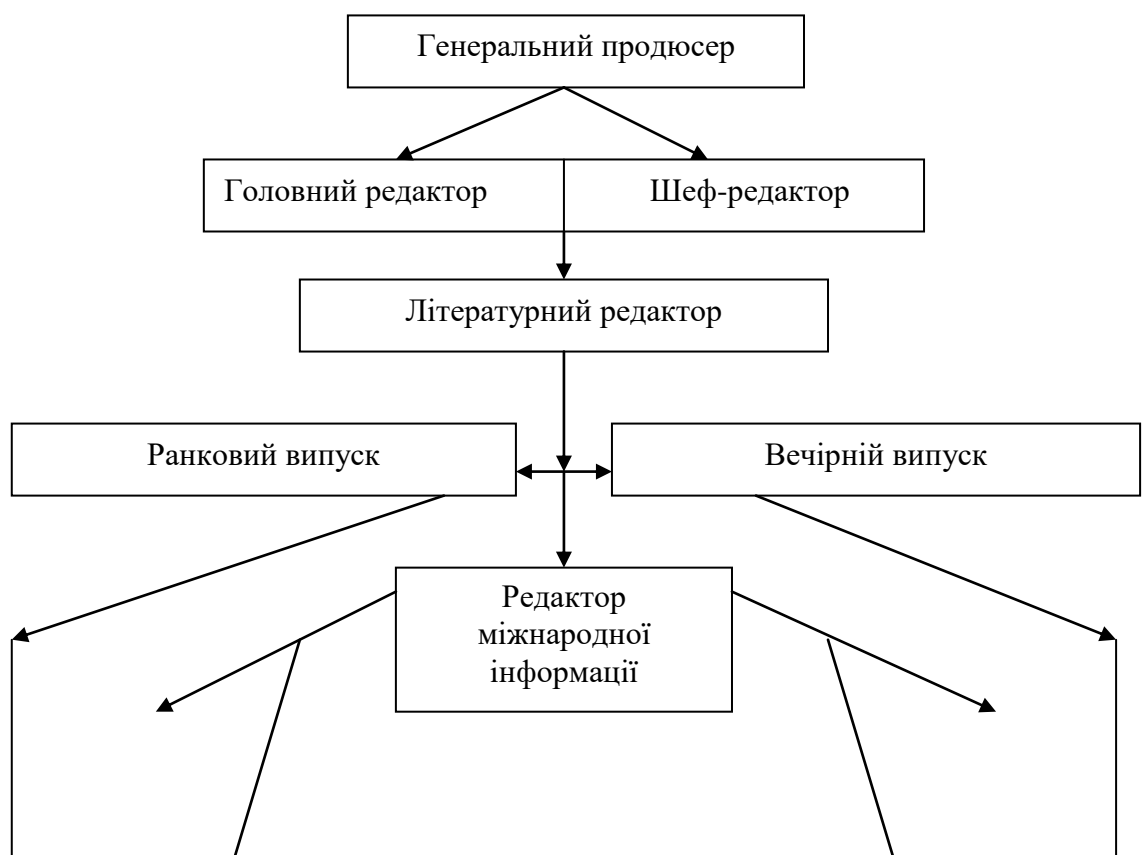 Генеральний продюсер
Головний редактор
Шеф-редактор
Літературний редактор
Ранковий випуск
Вечірній випуск
Редактор
міжнародної
інформації